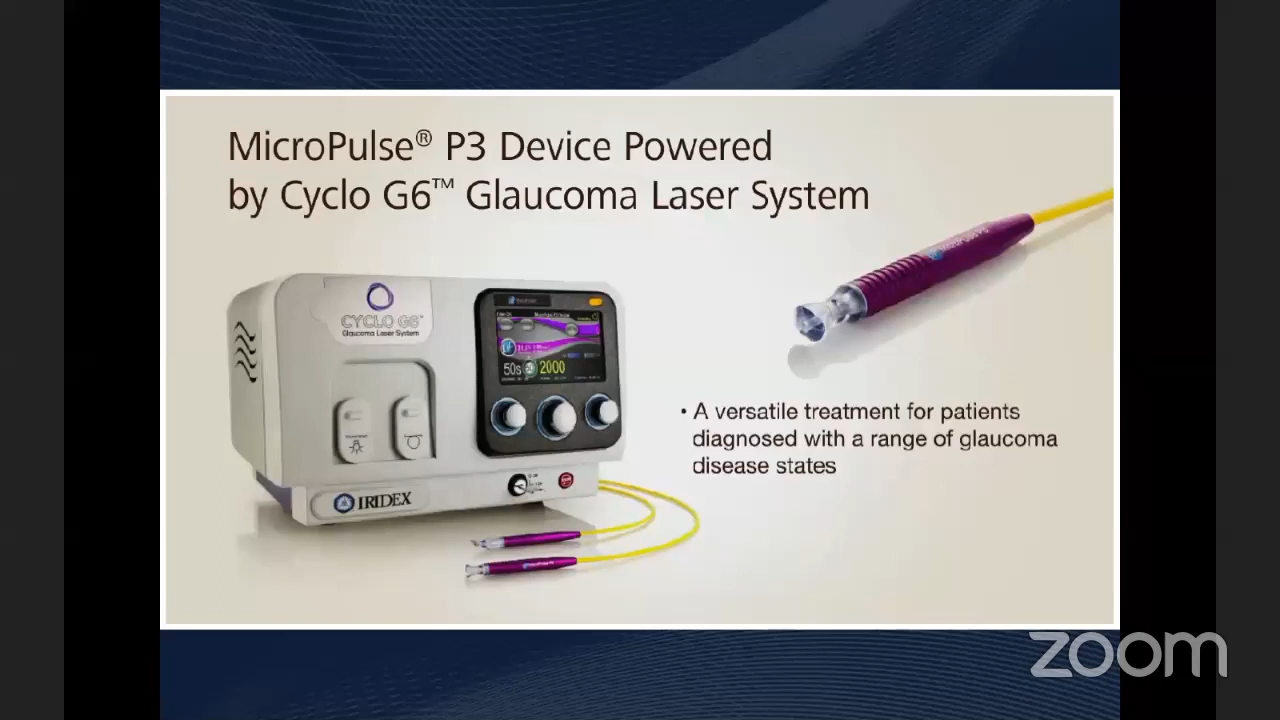 MicroPulse® P3 Device Powered
by Cyclo G6™ Glaucoma Laser System
CYCLO G6™
Glaucoma Laser System
50s
2000
IRIDEX
• A versatile treatment for patients
diagnosed with a range of glaucoma
disease states
zoom